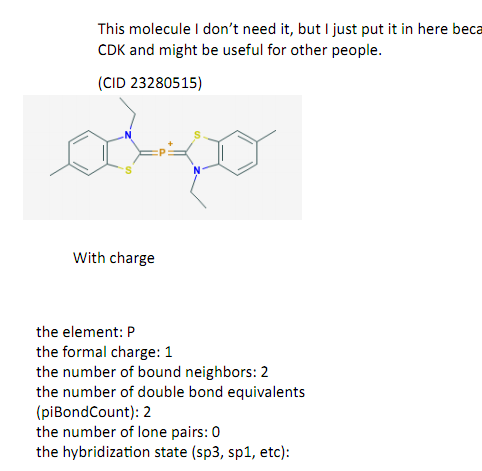 This molecule I don't need it, but I just put it in here beca
CDK and might be useful for other people.
(CID 23280515)
N
S
P
+
S
N
With charge
the element: P
the formal charge: 1
the number of bound neighbors: 2
the number of double bond equivalents
(piBondCount): 2
the number of lone pairs: 0
the hybridization state (sp3, sp1, etc):